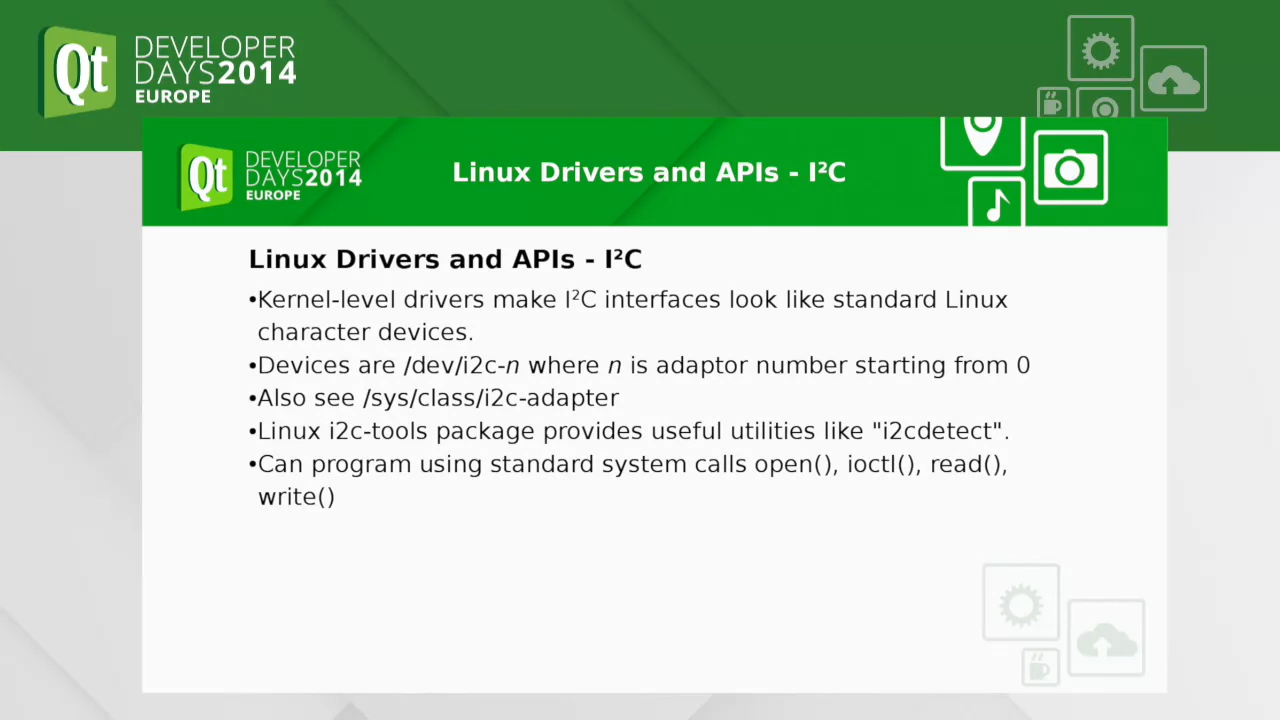 Qt DEVELOPER
DAYS2014
EUROPE
Qt DEVELOPER
DAYS2014
EUROPE
Linux Drivers and APIs - I²C
Linux Drivers and APIs - I²C
•Kernel-level drivers make I²C interfaces look like standard Linux
character devices.
•Devices are /dev/i2c-n where n is adaptor number starting from 0
•Also see /sys/class/i2c-adapter
•Linux i2c-tools package provides useful utilities like "i2cdetect".
•Can program using standard system calls open(), ioctl(), read(),
write()